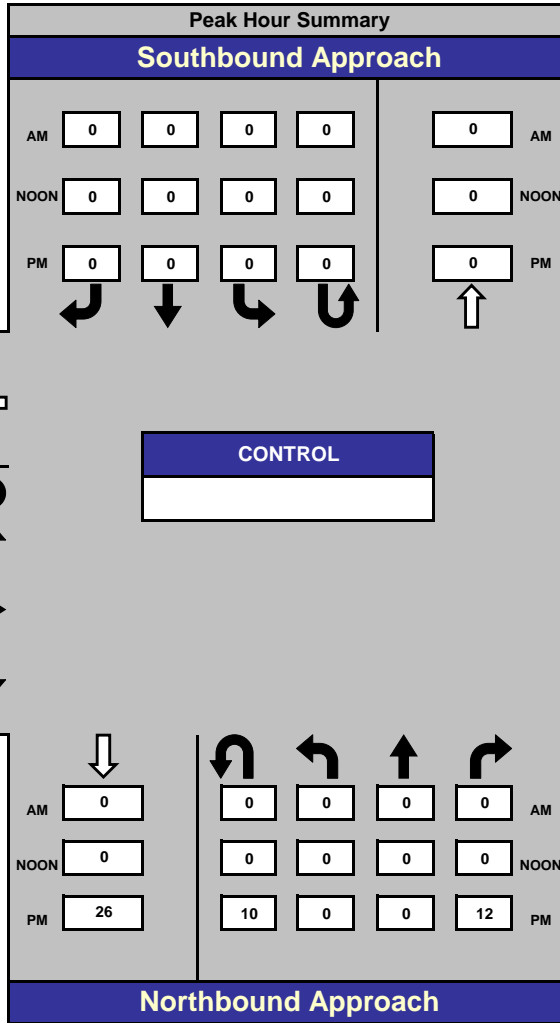 Peak Hour Summary
Southbound Approach
AM 0 0 0 0 0 AM
NOON 0 0 0 0 0 NOON
PM 0 0 0 0 0 PM
CONTROL
AM 0 0 0 0 0 AM
NOON 0 0 0 0 0 NOON
PM 26 10 0 0 12 PM
Northbound Approach